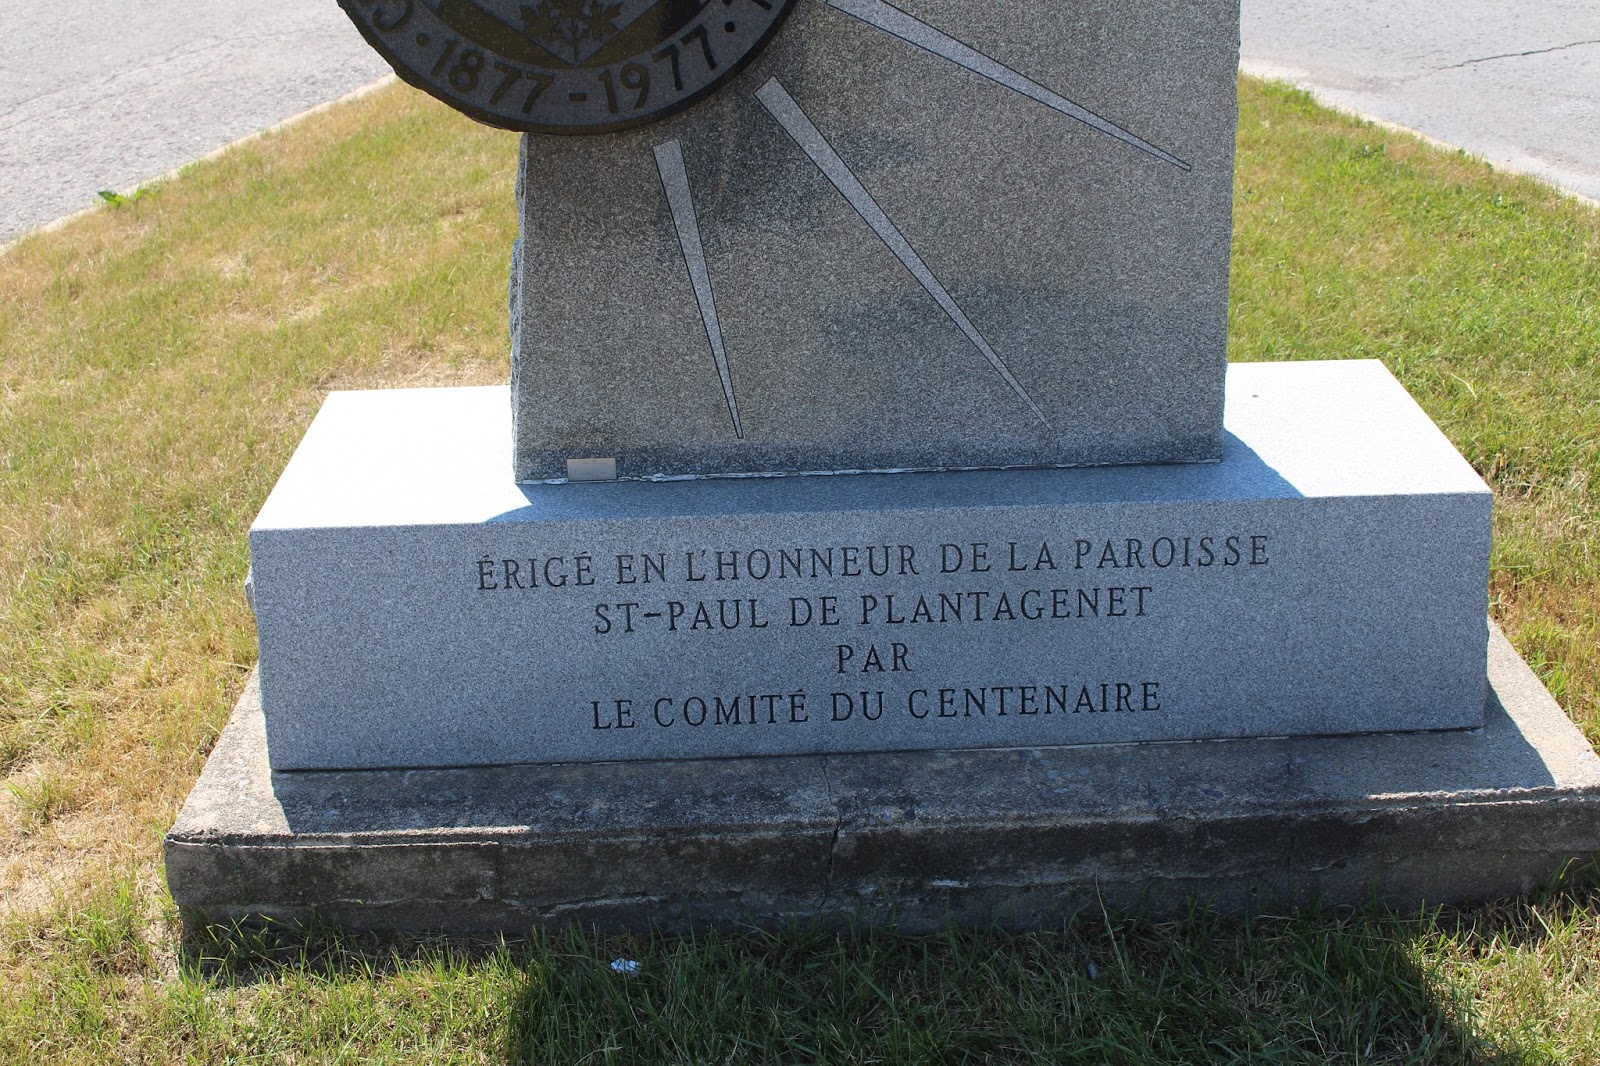 · 1877 - 1977 ·
ÉRIGÉ EN L'HONNEUR DE LA PAROISSE
ST-PAUL DE PLANTAGENET
PAR
LE COMITÉ DU CENTENAIRE